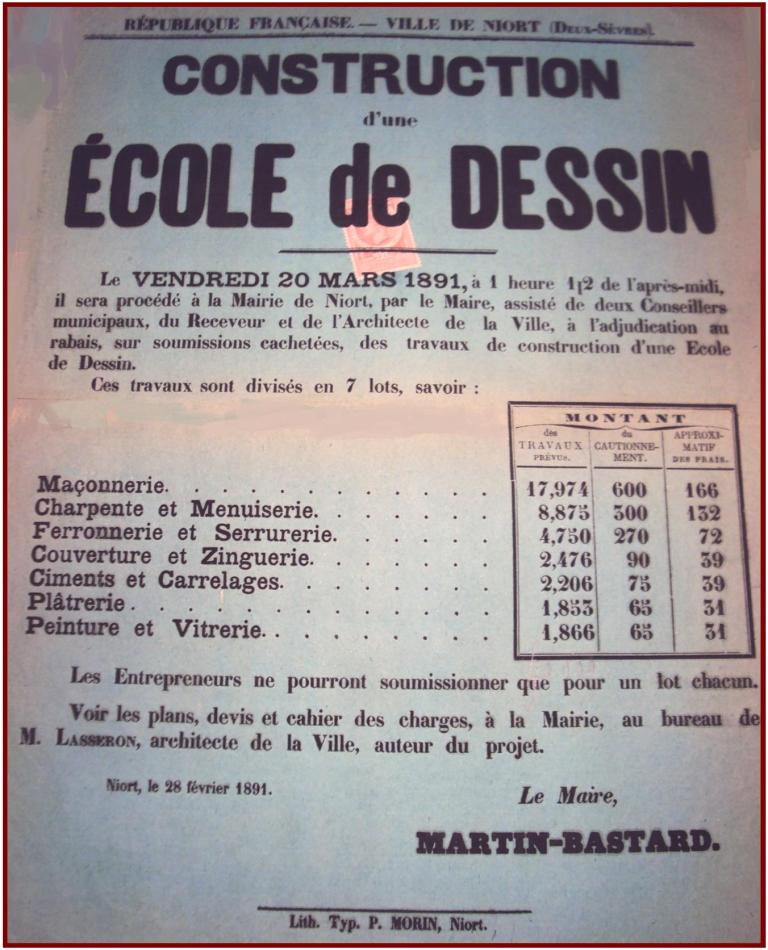 RÉPUBLIQUE FRANÇAISE. — VILLE DE NIORT (Deux-Sèvres).
CONSTRUCTION
d'une
ÉCOLE de DESSIN
Le VENDREDI 20 MARS 1891, à 1 heure 1|2 de l'après-midi,
il sera procédé à la Mairie de Niort, par le Maire, assisté de deux Conseillers
municipaux, du Receveur et de l'Architecte de la Ville, à l'adjudication au
rabais, sur soumissions cachetées, des travaux de construction d'une Ecole
de Dessin.
Ces travaux sont divisés en 7 lots, savoir :
MONTANT
des TRAVAUX PRÉVUS. du CAUTIONNE-MENT. APPROXI-MATIF DES FRAIS.
Maçonnerie. . . . . . . . . . . 17,974 600 166
Charpente et Menuiserie. . . . . . . 8,875 300 132
Ferronnerie et Serrurerie. . . . . . . 4,750 270 72
Couverture et Zinguerie. . . . . . . 2,476 90 39
Ciments et Carrelages. . . . . . . . 2,206 75 39
Plâtrerie . . . . . . . . . . . . 1,853 65 31
Peinture et Vitrerie. . . . . . . . . 1,866 65 31
Les Entrepreneurs ne pourront soumissionner que pour un lot chacun.
Voir les plans, devis et cahier des charges, à la Mairie, au bureau de
M. LASSERON, architecte de la Ville, auteur du projet.
Niort, le 28 février 1891.
Le Maire,
MARTIN-BASTARD.
Lith. Typ. P. MORIN, Niort.